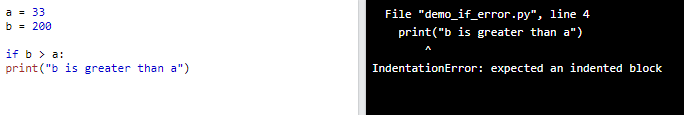 a = 33
b = 200
if b > a:
print("b is greater than a")
File "demo_if_error.py", line 4
print("b is greater than a")
^
IndentationError: expected an indented block